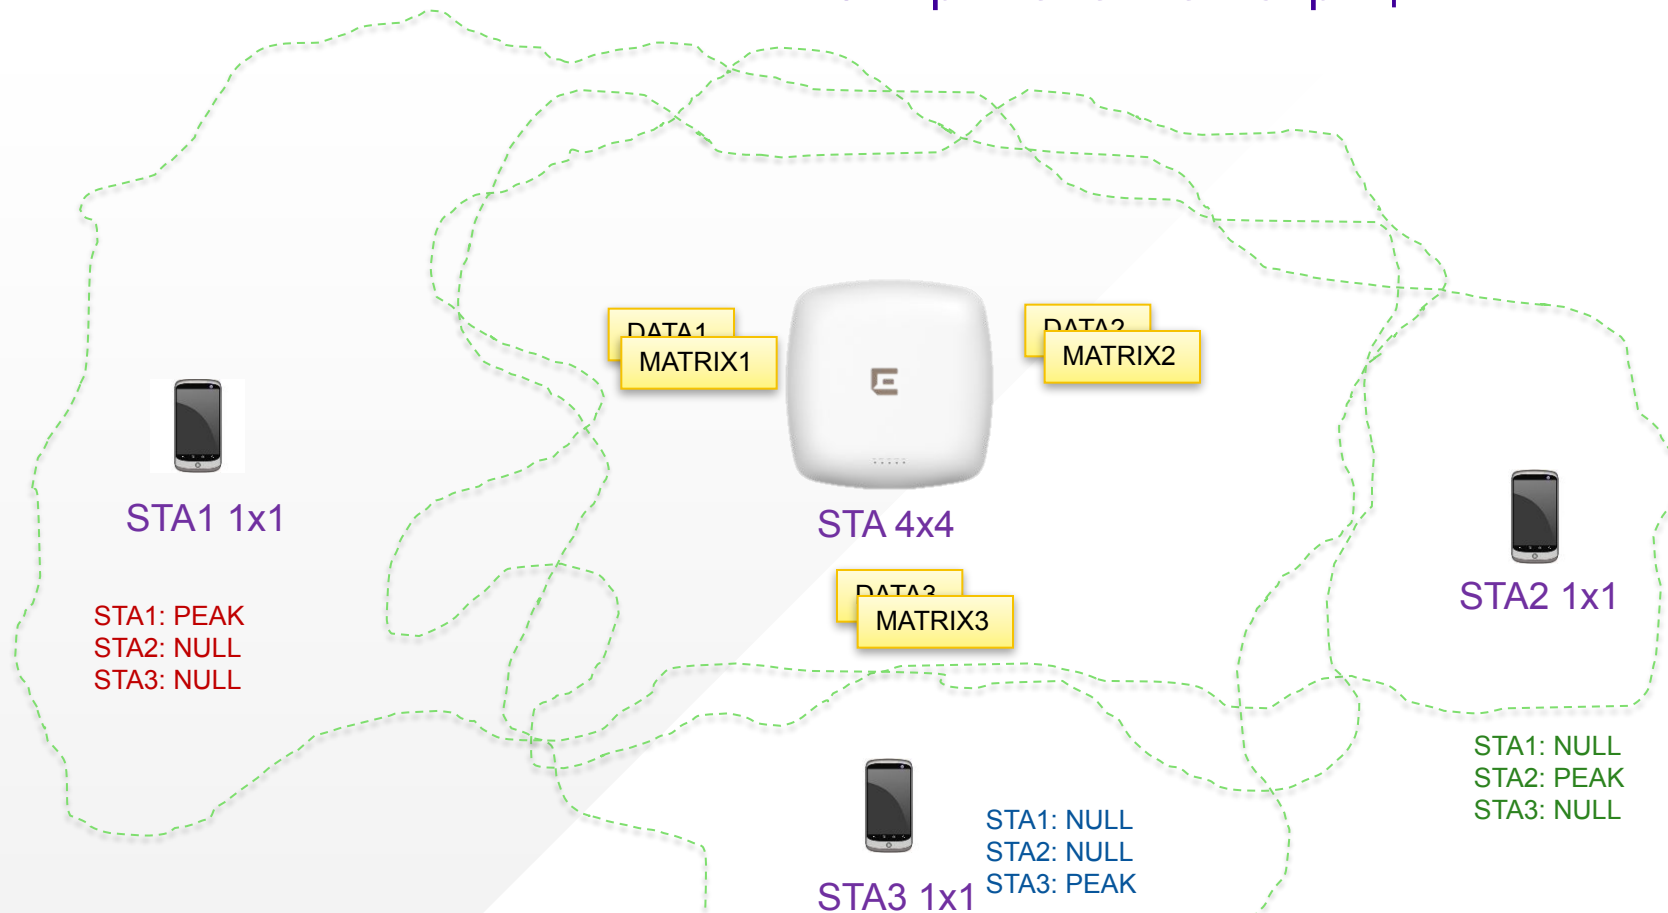 DATA1
MATRIX1
DATA2
MATRIX2
STA1 1x1
STA 4x4
STA2 1x1
DATA3
MATRIX3
STA1: PEAK
STA2: NULL
STA3: NULL
STA1: NULL
STA2: PEAK
STA3: NULL
STA1: NULL
STA2: NULL
STA3: PEAK
STA3 1x1